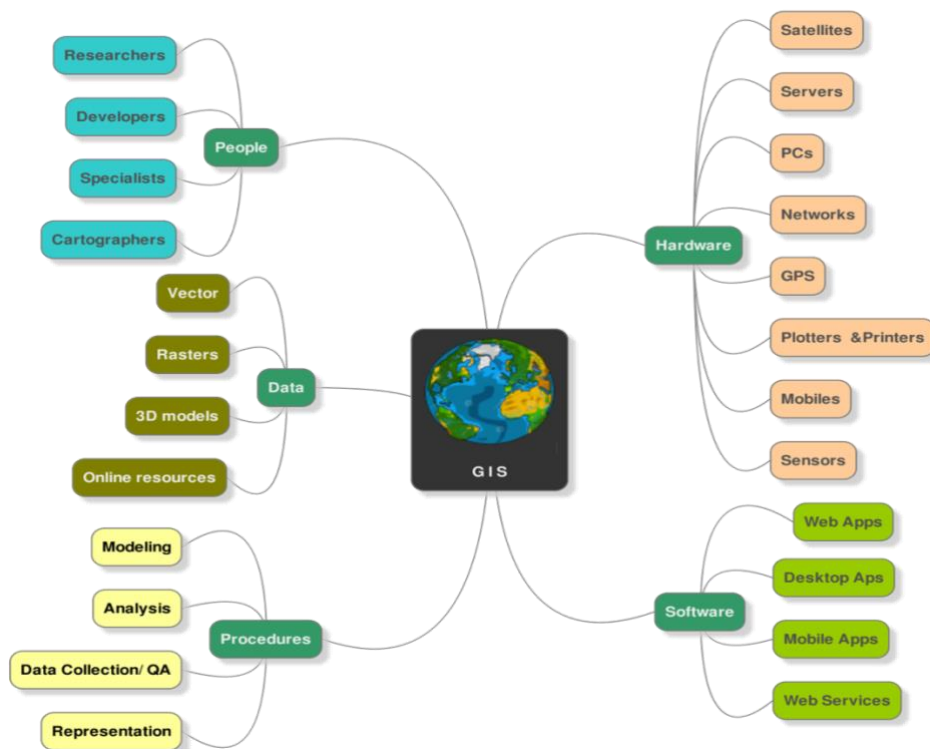 Researchers
Developers
Specialists
Cartographers
People
Vector
Rasters
3D models
Online resources
Data
Modeling
Analysis
Data Collection/ QA
Representation
Procedures
G I S
Hardware
Satellites
Servers
PCs
Networks
GPS
Plotters &Printers
Mobiles
Sensors
Software
Web Apps
Desktop Aps
Mobile Apps
Web Services